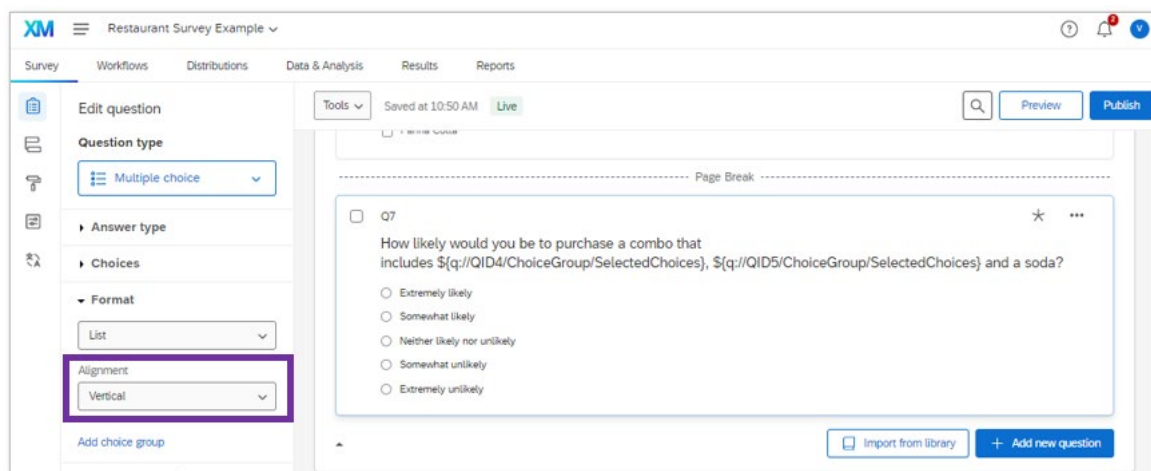 XM Restaurant Survey Example 2 V
Survey Workflows Distributions Data & Analysis Results Reports
Edit question
Question type
Multiple choice
Answer type
Choices
Format
List
Alignment
Vertical
Add choice group
Tools Saved at 10:50 AM Live Preview Publish
Panna Cotta
Page Break
Q7
How likely would you be to purchase a combo that
includes ${q://QID4/ChoiceGroup/SelectedChoices}, ${q://QID5/ChoiceGroup/SelectedChoices} and a soda?
Extremely likely
Somewhat likely
Neither likely nor unlikely
Somewhat unlikely
Extremely unlikely
Import from library + Add new question